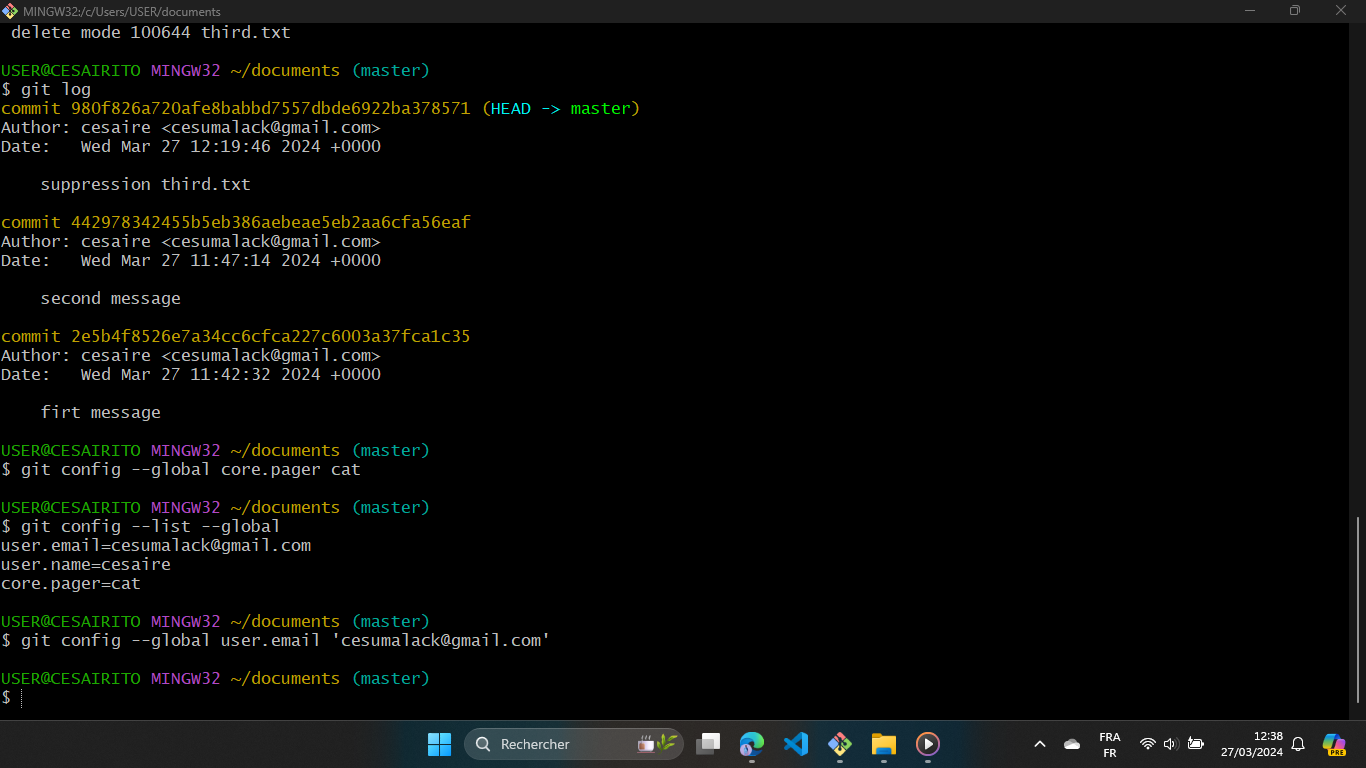 MINGW32:/c/Users/USER/documents
delete mode 100644 third.txt
USER@CESAIRITO MINGW32 ~/documents (master)
$ git log
commit 980f826a720afe8babbd7557dbde6922ba378571 (HEAD -> master)
Author: cesaire <cesumalack@gmail.com>
Date:   Wed Mar 27 12:19:46 2024 +0000
suppression third.txt
commit 442978342455b5eb386aebeae5eb2aa6cfa56eaf
Author: cesaire <cesumalack@gmail.com>
Date:   Wed Mar 27 11:47:14 2024 +0000
second message
commit 2e5b4f8526e7a34cc6cfca227c6003a37fca1c35
Author: cesaire <cesumalack@gmail.com>
Date:   Wed Mar 27 11:42:32 2024 +0000
firt message
USER@CESAIRITO MINGW32 ~/documents (master)
$ git config --global core.pager cat
USER@CESAIRITO MINGW32 ~/documents (master)
$ git config --list --global
user.email=cesumalack@gmail.com
user.name=cesaire
core.pager=cat
USER@CESAIRITO MINGW32 ~/documents (master)
$ git config --global user.email 'cesumalack@gmail.com'
USER@CESAIRITO MINGW32 ~/documents (master)
$
Rechercher
FRA
FR
12:38
27/03/2024
PRE